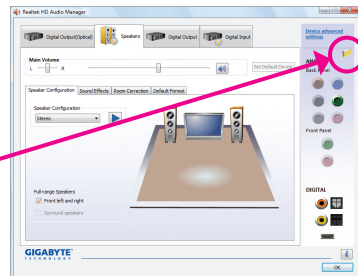 Realtek HD Audio Manager
Digital Output(Optical)
Speakers
Digital Output
Digital Input
Device advanced
settings
Main Volume
L
R
Set Default Device
ANA
Back Panel
Speaker Configuration
Sound Effects
Room Correction
Default Format
Speaker Configuration
Stereo
Front Panel
Full-range Speakers
Front left and right
Surround speakers
DIGITAL
GIGABYTE
TECHNOLOGY
OK